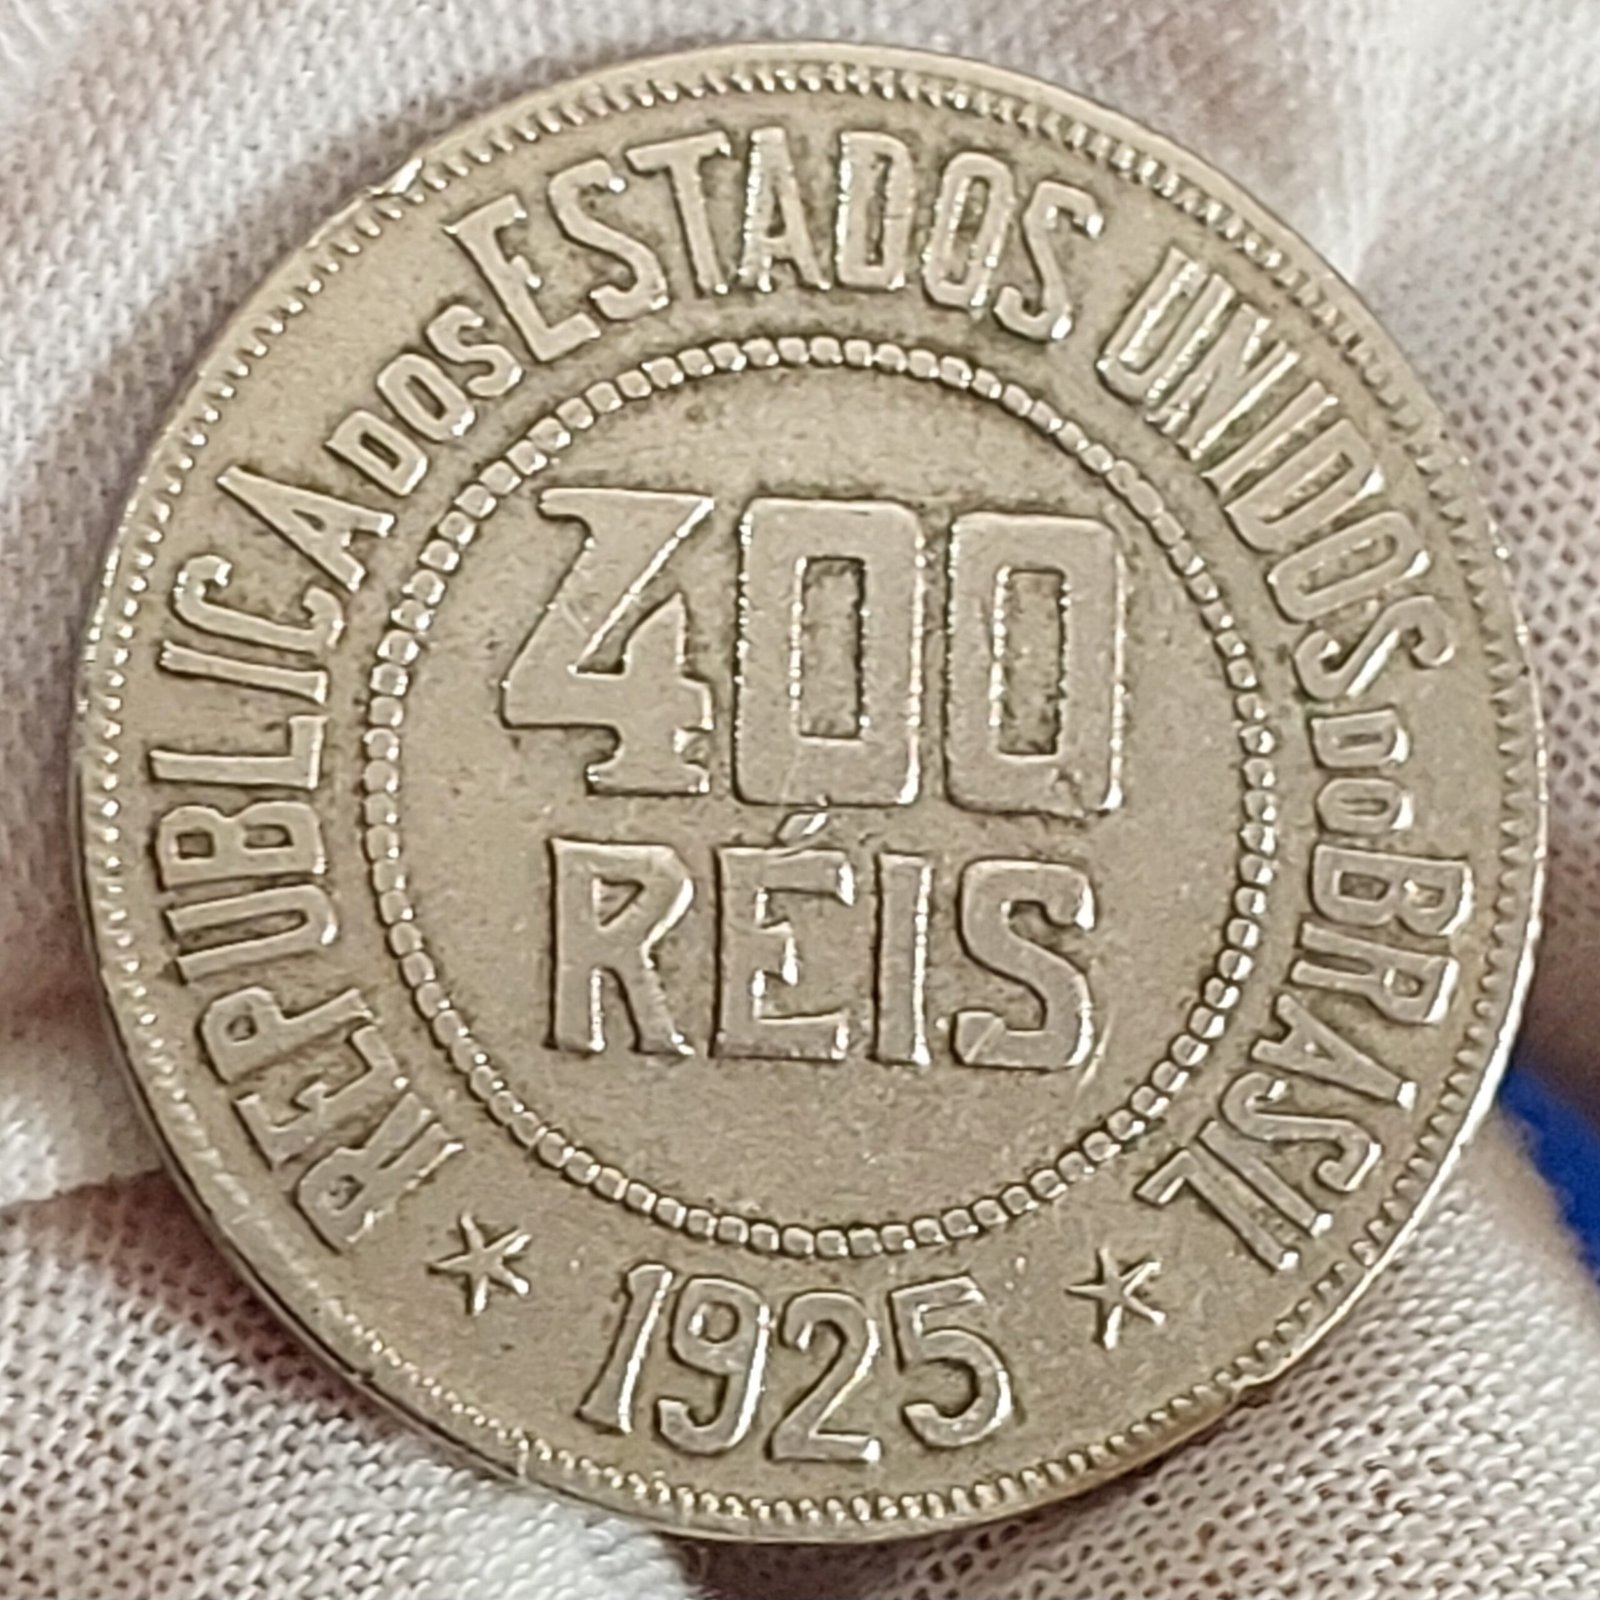 REPUBLICA DOS ESTADOS UNIDOS DO BRASIL
400
RÉIS
1925